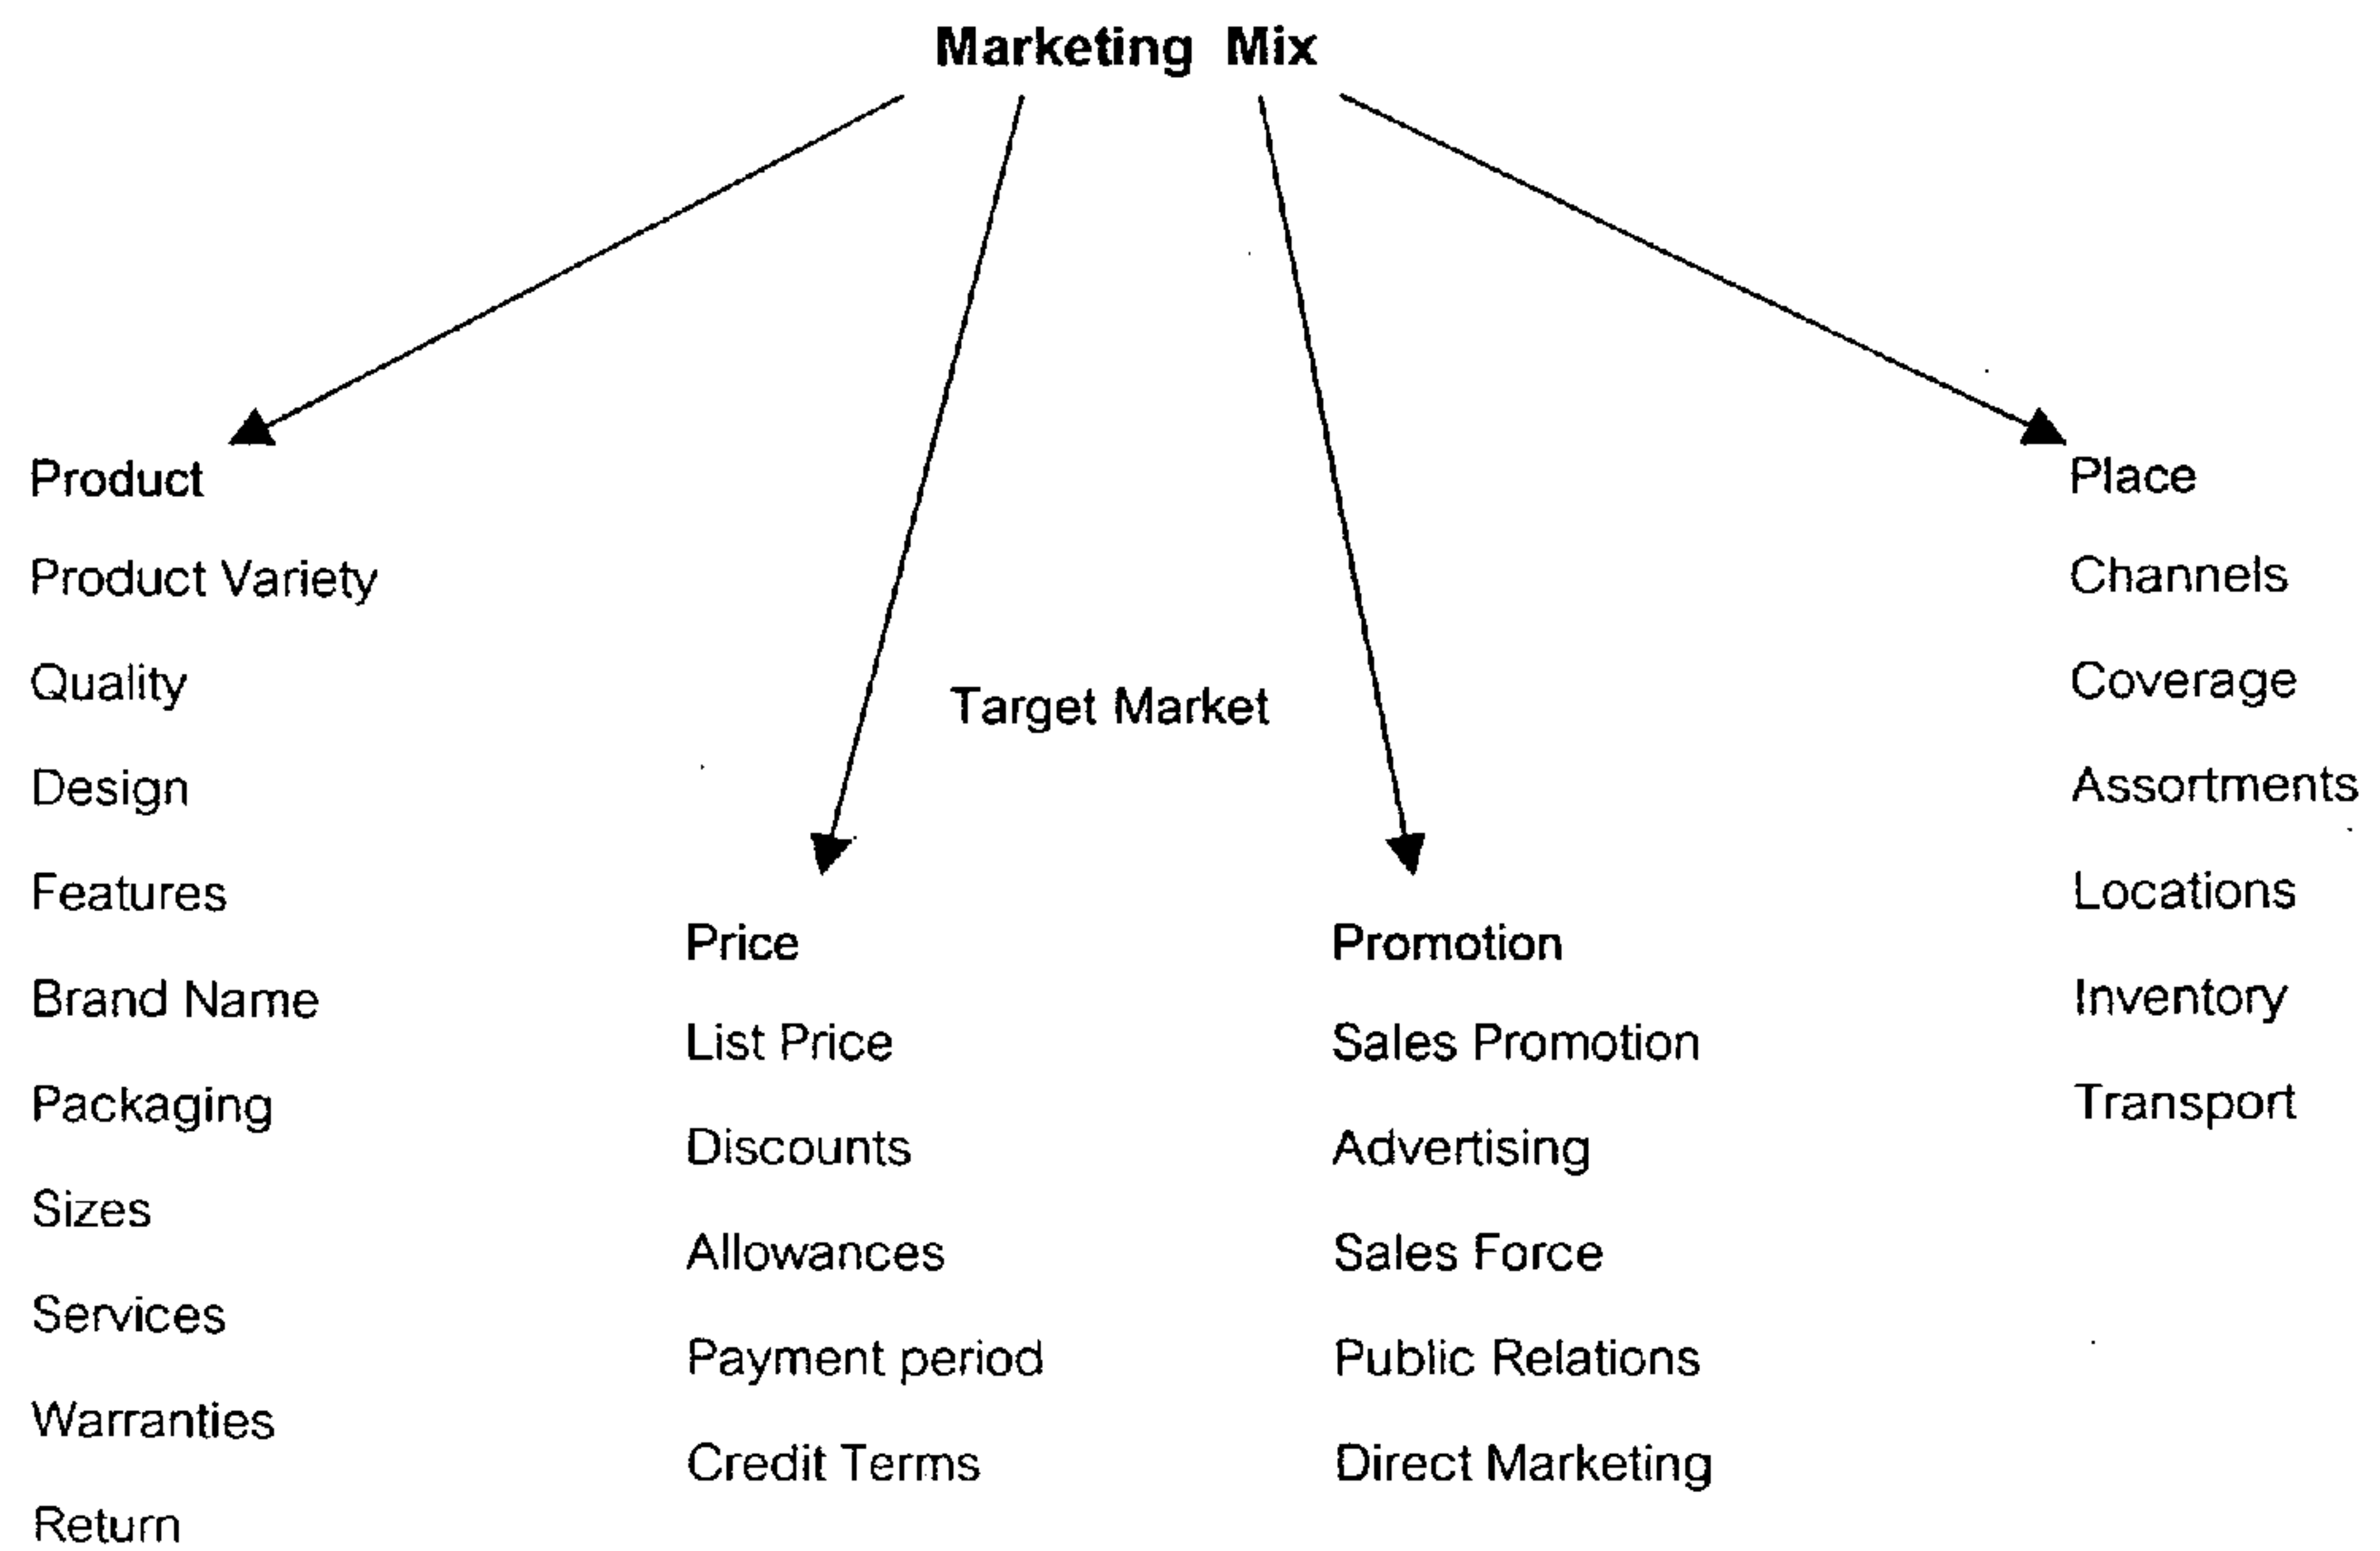 Marketing Mix
Product
Product Variety
Quality
Design
Features
Brand Name
Packaging
Sizes
Services
Warranties
Return
Target Market
Price
List Price
Discounts
Allowances
Payment period
Credit Terms
Promotion
Sales Promotion
Advertising
Sales Force
Public Relations
Direct Marketing
Place
Channels
Coverage
Assortments
Locations
Inventory
Transport